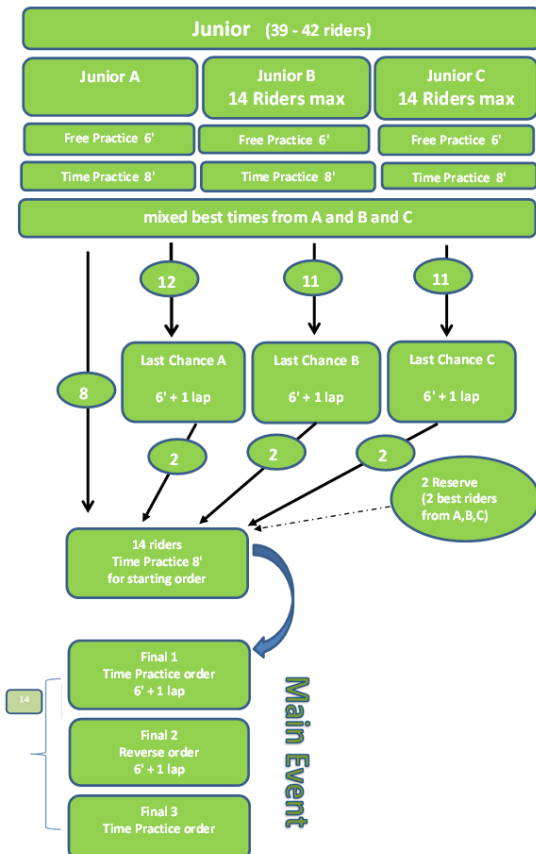 Junior (39 - 42 riders)
Junior A
Junior B
14 Riders max
Junior C
14 Riders max
Free Practice 6'
Free Practice 6'
Free Practice 6'
Time Practice 8'
Time Practice 8'
Time Practice 8'
mixed best times from A and B and C
12
11
11
Last Chance A
6' + 1 lap
Last Chance B
6' + 1 lap
Last Chance C
6' + 1 lap
8
2
2
2
2 Reserve
(2 best riders
from A,B,C)
14 riders
Time Practice 8'
for starting order
Final 1
Time Practice order
6' + 1 lap
14
Final 2
Reverse order
6' + 1 lap
Final 3
Time Practice order
Main Event